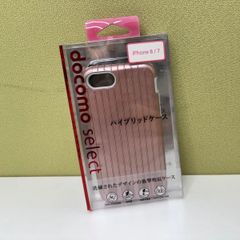 iPhone 8 / 7
docomo select
ハイブリッドケース
洗練されたデザインの衝撃吸収ケース